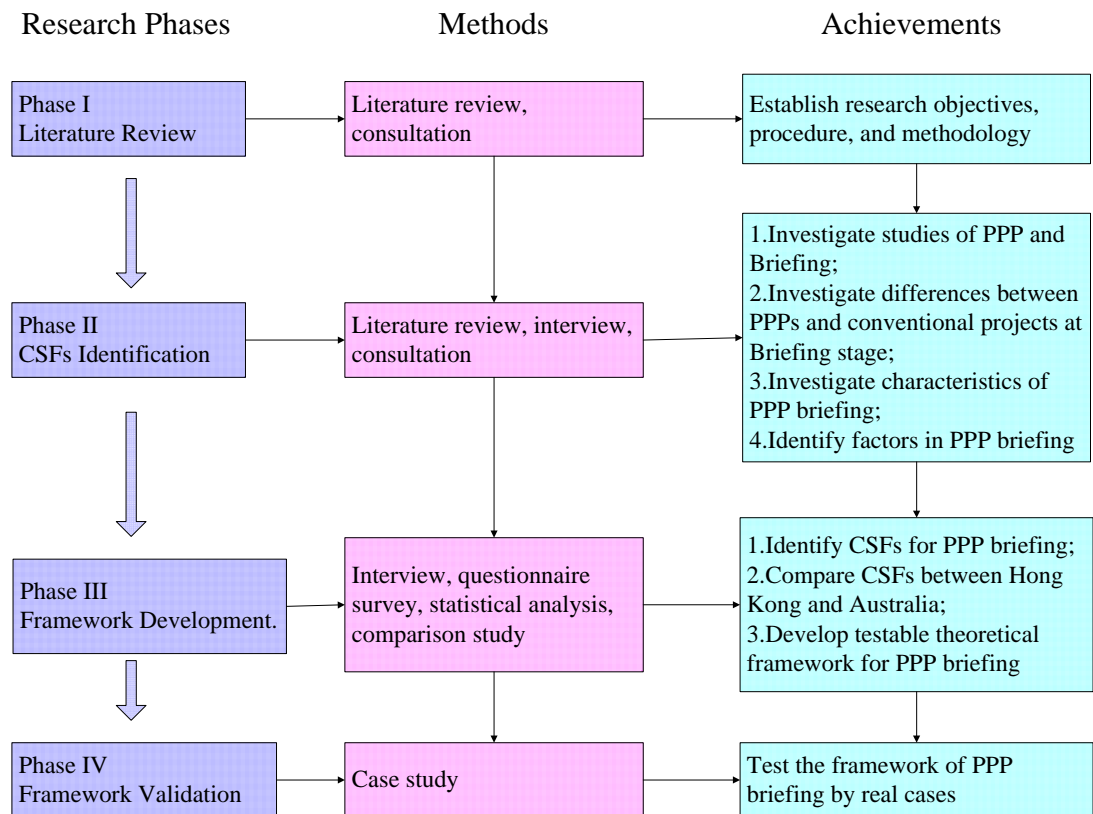 Research Phases
Methods
Achievements
Phase I
Literature Review
Literature review,
consultation
Establish research objectives,
procedure, and methodology
Phase II
CSFs Identification
Literature review, interview,
consultation
1.Investigate studies of PPP and
Briefing;
2.Investigate differences between
PPPs and conventional projects at
Briefing stage;
3.Investigate characteristics of
PPP briefing;
4.Identify factors in PPP briefing
Phase III
Framework Development.
Interview, questionnaire
survey, statistical analysis,
comparison study
1.Identify CSFs for PPP briefing;
2.Compare CSFs between Hong
Kong and Australia;
3.Develop testable theoretical
framework for PPP briefing
Phase IV
Framework Validation
Case study
Test the framework of PPP
briefing by real cases